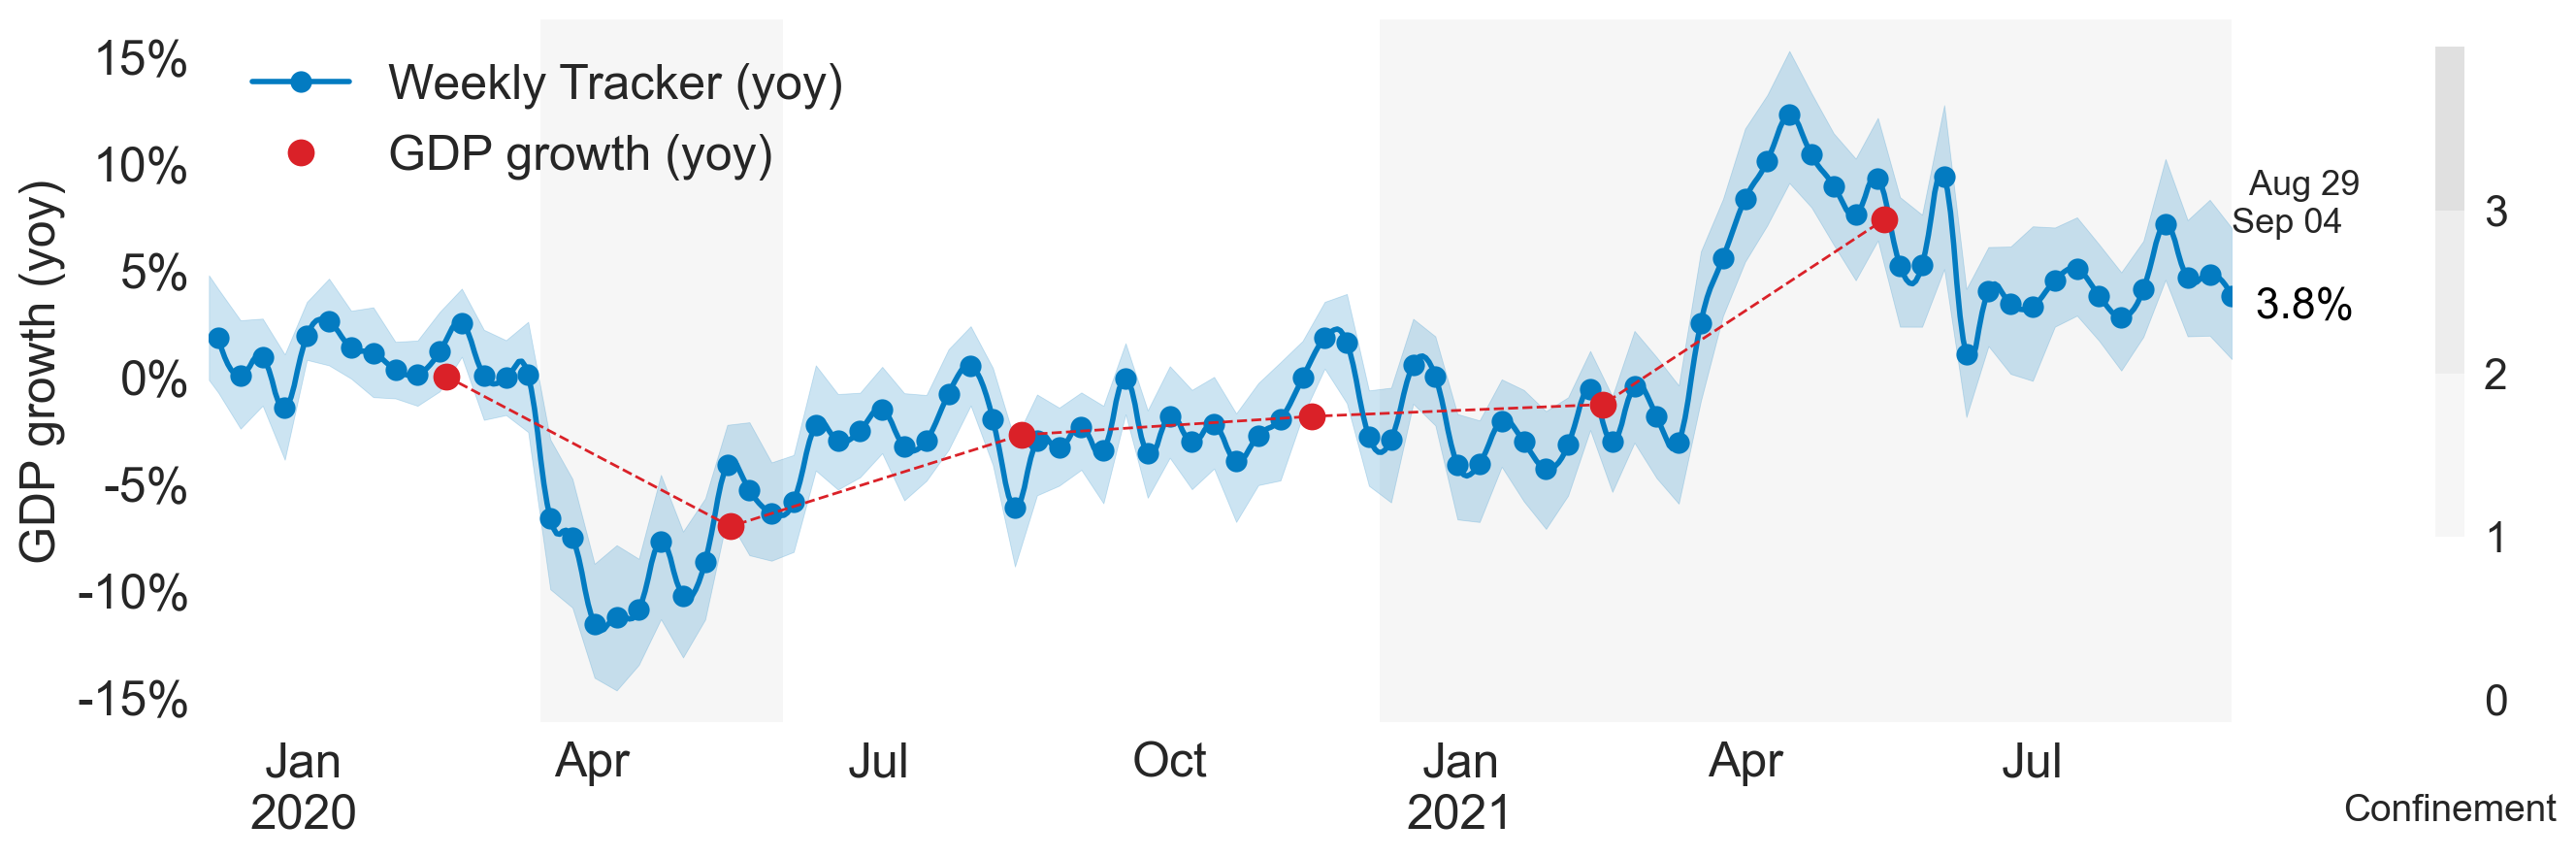 15%
10%
5%
0%
-5%
-10%
-15%
GDP growth (yoy)
Weekly Tracker (yoy)
GDP growth (yoy)
Aug 29
Sep 04
3.8%
3
2
1
0
Confinement
Jan
2020
Apr
Jul
Oct
Jan
2021
Apr
Jul